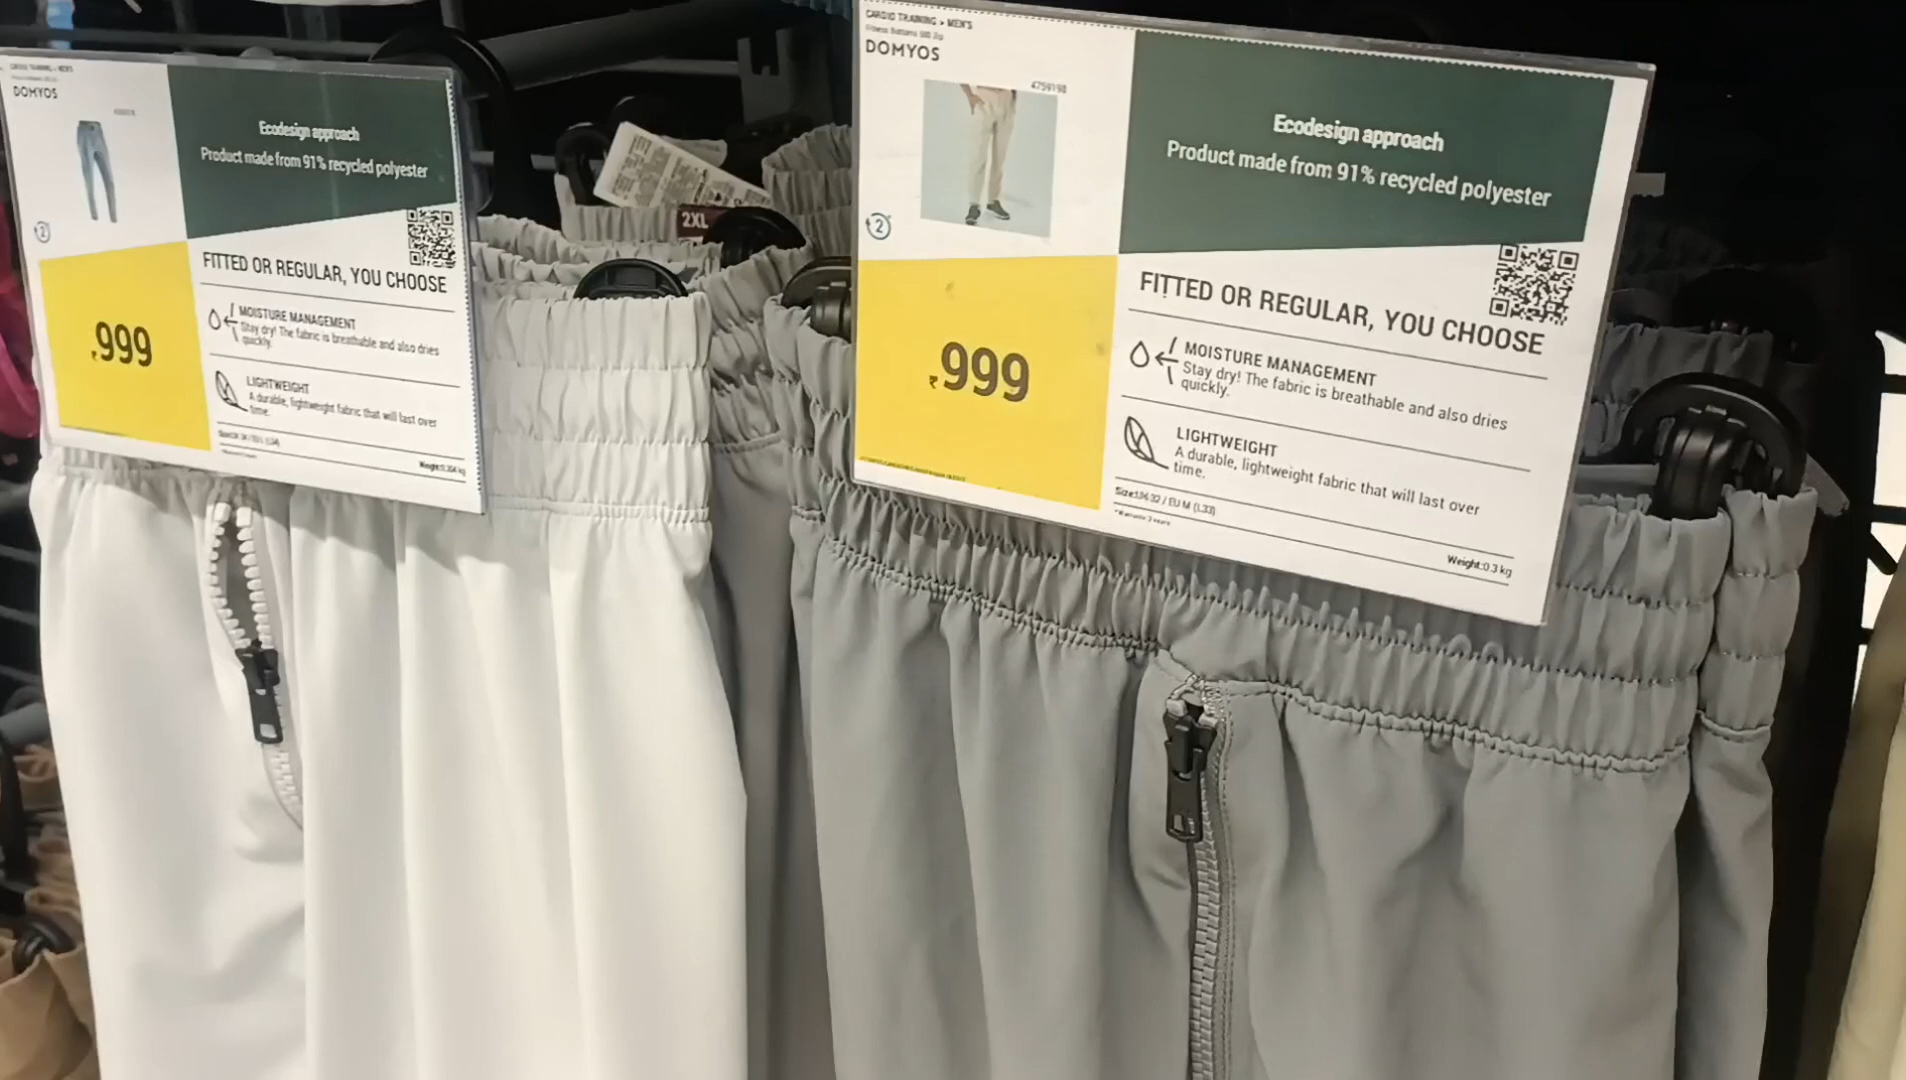 DOMYOS
Ecodesign approach
Product made from 91% recycled polyester
2
FITTED OR REGULAR, YOU CHOOSE
₹999
MOISTURE MANAGEMENT
Stay dry! The fabric is breathable and also dries
quickly.
LIGHTWEIGHT
A durable, lightweight fabric that will last over
time.
2XL
CARDIO TRAINING > MEN'S
DOMYOS
4759198
Ecodesign approach
Product made from 91% recycled polyester
2
FITTED OR REGULAR, YOU CHOOSE
₹999
MOISTURE MANAGEMENT
Stay dry! The fabric is breathable and also dries
quickly.
LIGHTWEIGHT
A durable, lightweight fabric that will last over
time.
Weight:0.3 kg